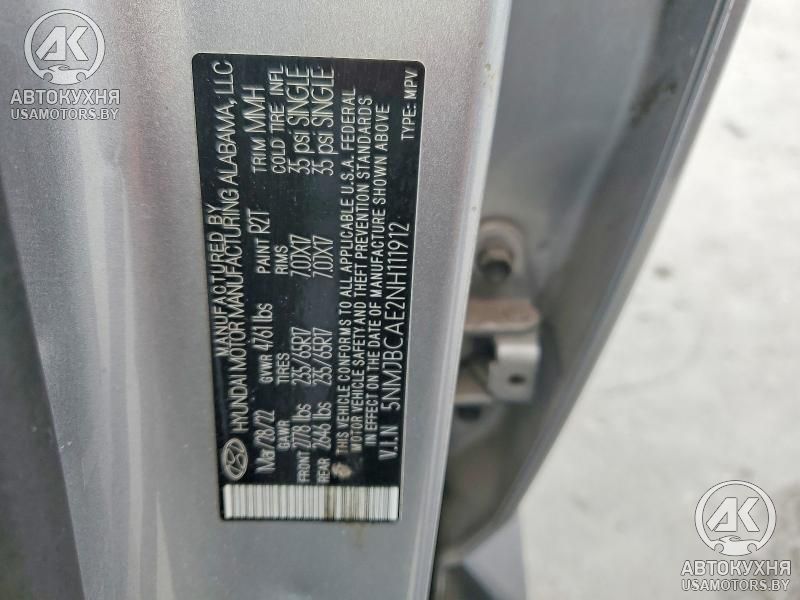 АК
АВТОКУХНЯ
USAMOTORS.BY
MANUFACTURED BY
HYUNDAI MOTOR MANUFACTURING ALABAMA, LLC
Mar/28/22 GVWR 4761 lbs PAINT R2T TRIM MMH
GAWR TIRES RIMS COLD TIRE INFL
FRONT 2778 lbs 235/65R17 7.0JX17 35 psi SINGLE
REAR 2646 lbs 235/65R17 7.0JX17 35 psi SINGLE
THIS VEHICLE CONFORMS TO ALL APPLICABLE U.S.A. FEDERAL
MOTOR VEHICLE SAFETY AND THEFT PREVENTION STANDARDS
IN EFFECT ON THE DATE OF MANUFACTURE SHOWN ABOVE
V.I.N 5NMJBCAE2NH111912 TYPE: MPV
АК
АВТОКУХНЯ
USAMOTORS.BY